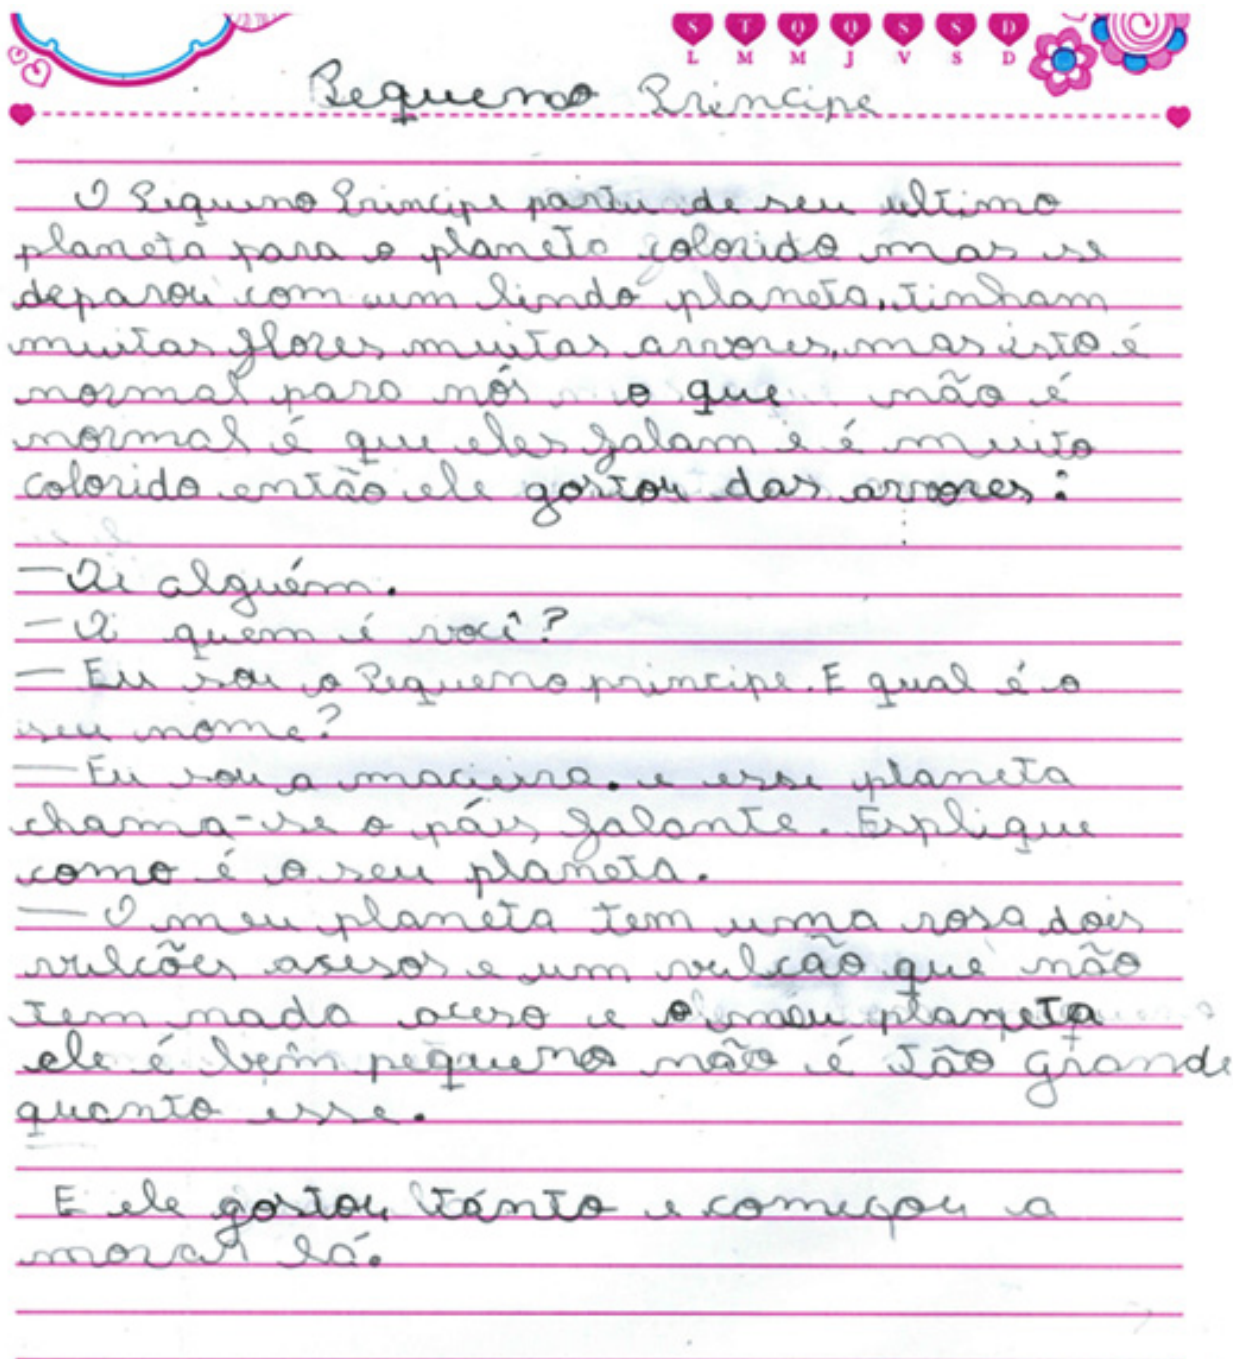 S T Q Q S S D
L M M J V S D
Pequeno Principe
O Piqueno Principe partiu de seu ultimo
planeta para o planeta colorido mas se
deparou com um lindo planeta, tinham
muitas flores muitas arvores, mas isto é
normal para nós o que não é
normal é que eles falam e é muito
colorido então ele gostou das arvores:
— Oi alguém.
— Oi quem é você?
— Eu sou o Pequeno principe. E qual é o
seu nome?
— Eu sou a macieira. e esse planeta
chama-se o páis falante. Explique
como é o seu planeta.
— O meu planeta tem uma rosa dois
vulcões acesos e um vulcão que não
tem nada aceso e o meu planeta
ele é bem pequeno não é tão grande
quanto esse.
E ele gostou tánto e começou a
morar lá.